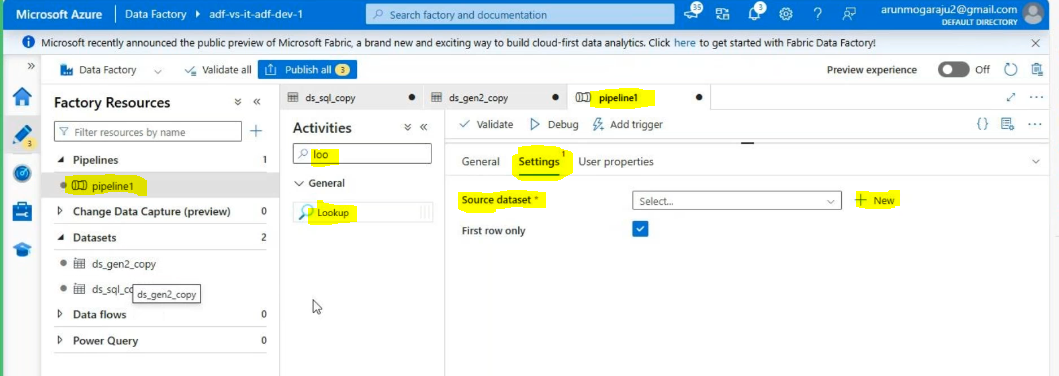 Microsoft Azure Data Factory adf-vs-it-adf-dev-1 Search factory and documentation 35 3 arunmogaraju2@gmail.com
DEFAULT DIRECTORY
Microsoft recently announced the public preview of Microsoft Fabric, a brand new and exciting way to build cloud-first data analytics. Click here to get started with Fabric Data Factory!
Data Factory Validate all Publish all 3 Preview experience Off
Factory Resources
Filter resources by name
3
Pipelines 1
pipeline1
Change Data Capture (preview) 0
Datasets 2
ds_gen2_copy
ds_sql_co
ds_gen2_copy
Data flows 0
Power Query 0
ds_sql_copy ds_gen2_copy pipeline1
Activities
loo
General
Lookup
Validate Debug Add trigger
General Settings 1 User properties
Source dataset * Select... New
First row only